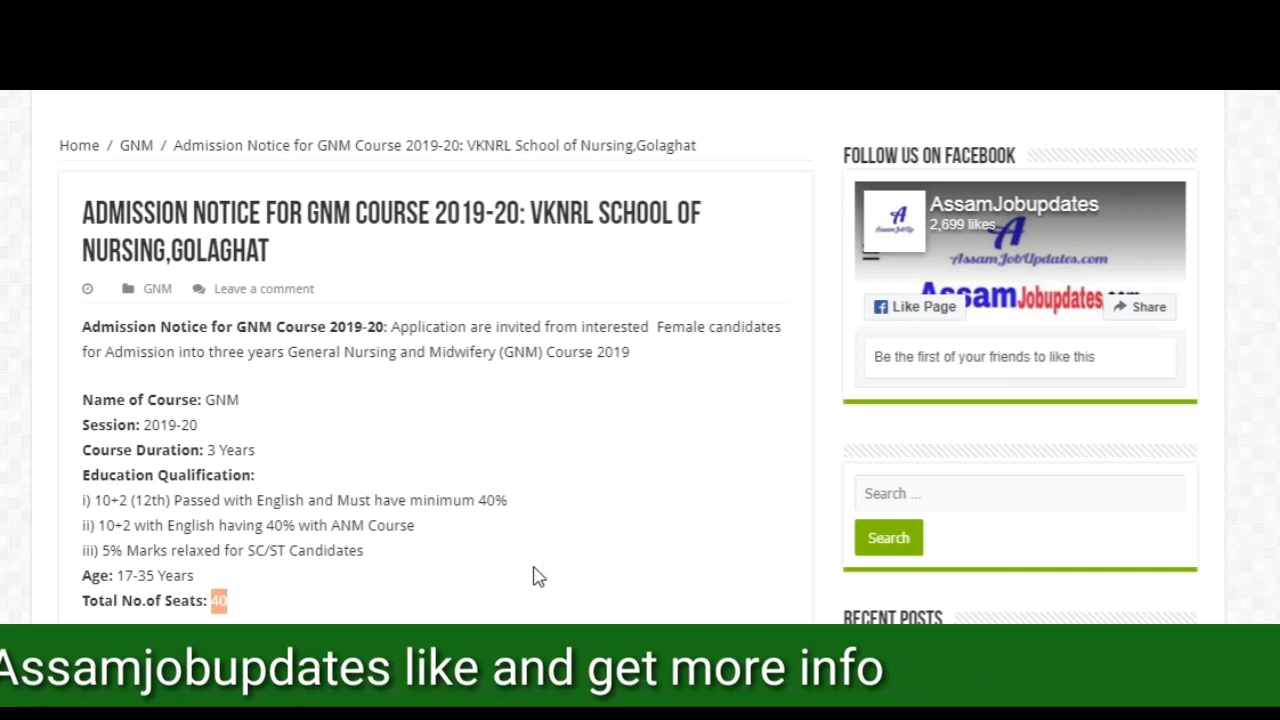 Home / GNM / Admission Notice for GNM Course 2019-20: VKNRL School of Nursing,Golaghat
ADMISSION NOTICE FOR GNM COURSE 2019-20: VKNRL SCHOOL OF
NURSING,GOLAGHAT
GNM Leave a comment
Admission Notice for GNM Course 2019-20: Application are invited from interested Female candidates
for Admission into three years General Nursing and Midwifery (GNM) Course 2019
Name of Course: GNM
Session: 2019-20
Course Duration: 3 Years
Education Qualification:
i) 10+2 (12th) Passed with English and Must have minimum 40%
ii) 10+2 with English having 40% with ANM Course
iii) 5% Marks relaxed for SC/ST Candidates
Age: 17-35 Years
Total No.of Seats: 40
FOLLOW US ON FACEBOOK
A
Assam JobUp
AssamJobupdates
2,699 likes
A
AssamJobUpdates.com
Assam Jobupdates.com
Like Page
Share
Be the first of your friends to like this
Search ...
Search
RECENT POSTS
Assamjobupdates like and get more info